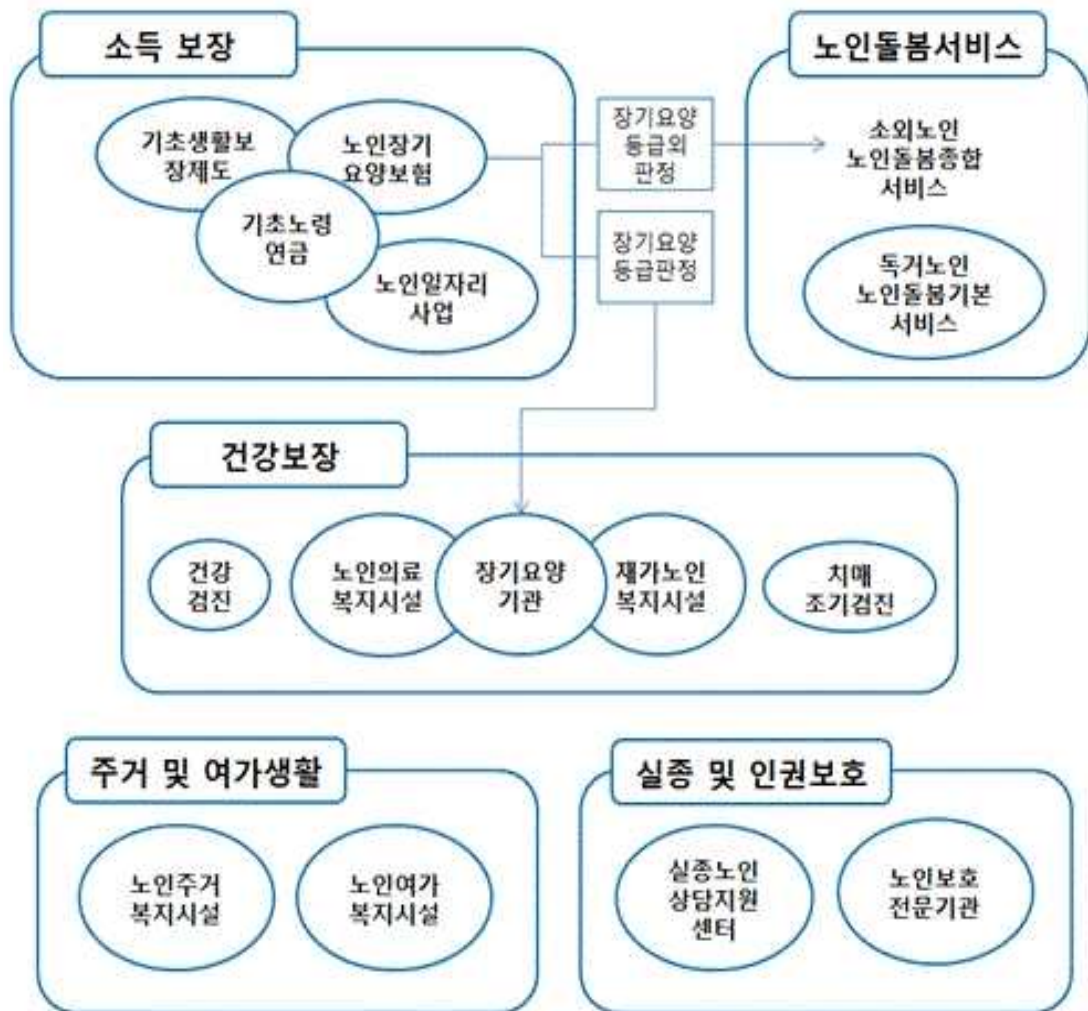 소득 보장
기초생활보
장제도
노인장기
요양보험
기초노령
연금
노인일자리
사업
장기요양
등급외
판정
장기요양
등급판정
노인돌봄서비스
소외노인
노인돌봄종합
서비스
독거노인
노인돌봄기본
서비스
건강보장
건강
검진
노인의료
복지시설
장기요양
기관
재가노인
복지시설
치매
조기검진
주거 및 여가생활
노인주거
복지시설
노인여가
복지시설
실종 및 인권보호
실종노인
상담지원
센터
노인보호
전문기관